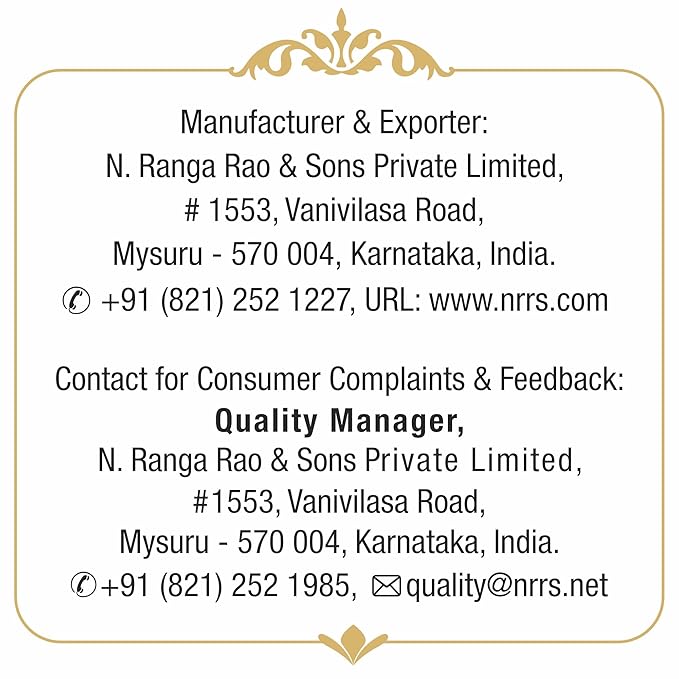 Manufacturer & Exporter:
N. Ranga Rao & Sons Private Limited,
# 1553, Vanivilasa Road,
Mysuru - 570 004, Karnataka, India.
✆ +91 (821) 252 1227, URL: www.nrrs.com
Contact for Consumer Complaints & Feedback:
Quality Manager,
N. Ranga Rao & Sons Private Limited,
#1553, Vanivilasa Road,
Mysuru - 570 004, Karnataka, India.
✆+91 (821) 252 1985, ✉quality@nrrs.net